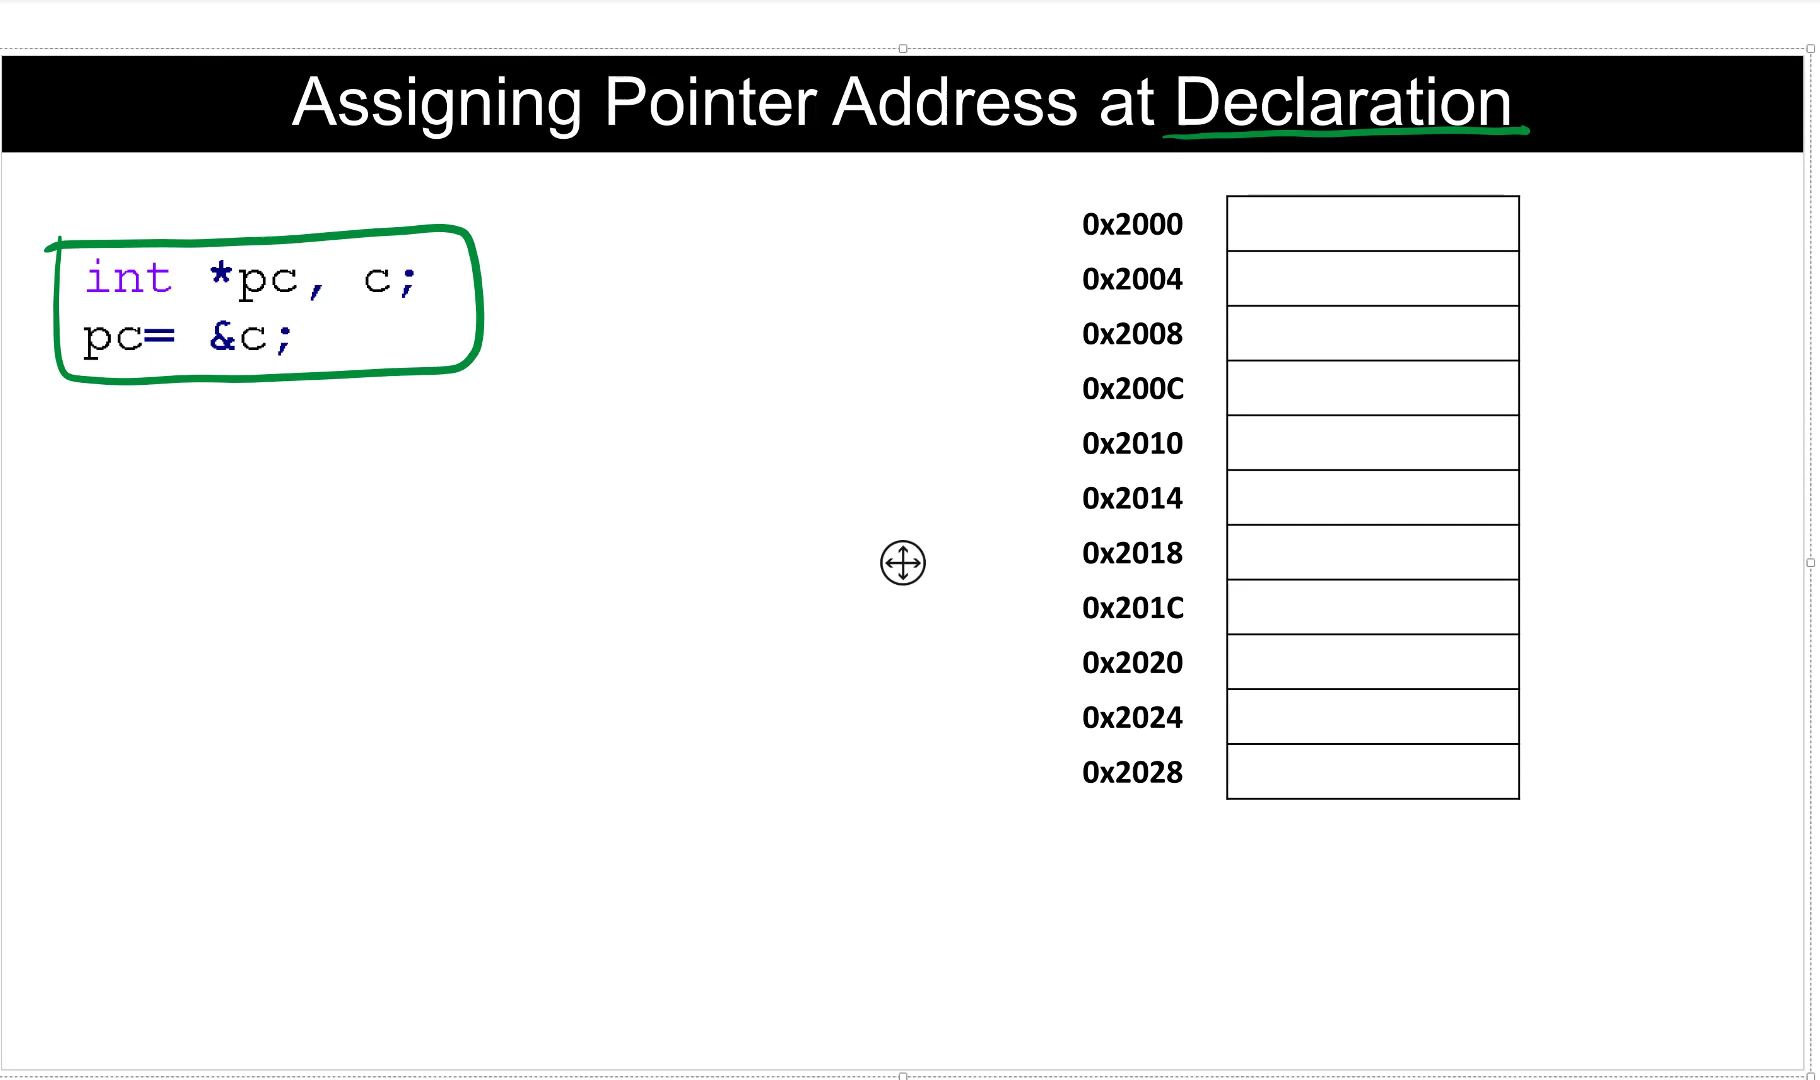 Assigning Pointer Address at Declaration
int *pc, c;
pc= &c;
0x2000
0x2004
0x2008
0x200C
0x2010
0x2014
0x2018
0x201C
0x2020
0x2024
0x2028